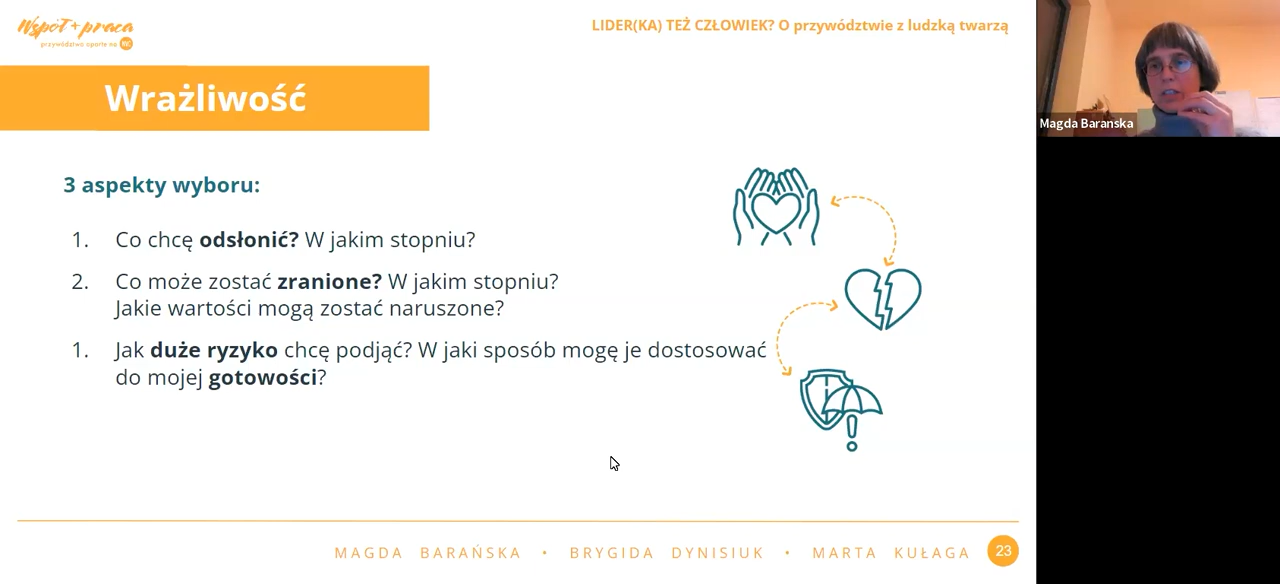 Współ+praca
przywództwo oparte na NVC
LIDER(KA) TEŻ CZŁOWIEK? O przywództwie z ludzką twarzą
Wrażliwość
3 aspekty wyboru:
1. Co chcę odsłonić? W jakim stopniu?
2. Co może zostać zranione? W jakim stopniu?
Jakie wartości mogą zostać naruszone?
1. Jak duże ryzyko chcę podjąć? W jaki sposób mogę je dostosować
do mojej gotowości?
MAGDA BARAŃSKA • BRYGIDA DYNISIUK • MARTA KUŁAGA
23
Magda Baranska